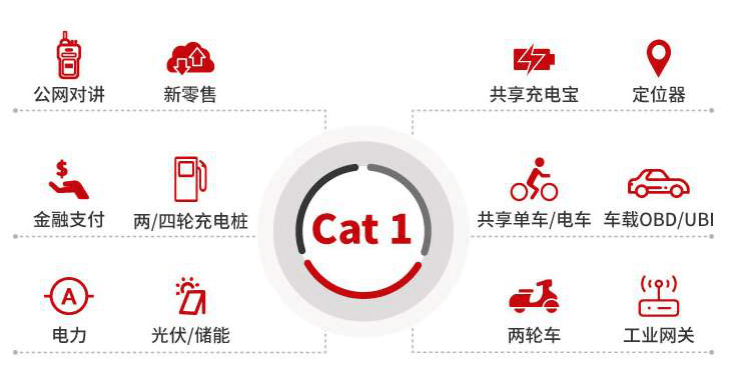 公网对讲
新零售
共享充电宝
定位器
金融支付
两/四轮充电桩
Cat 1
共享单车/电车
车载OBD/UBI
A
电力
光伏/储能
两轮车
工业网关